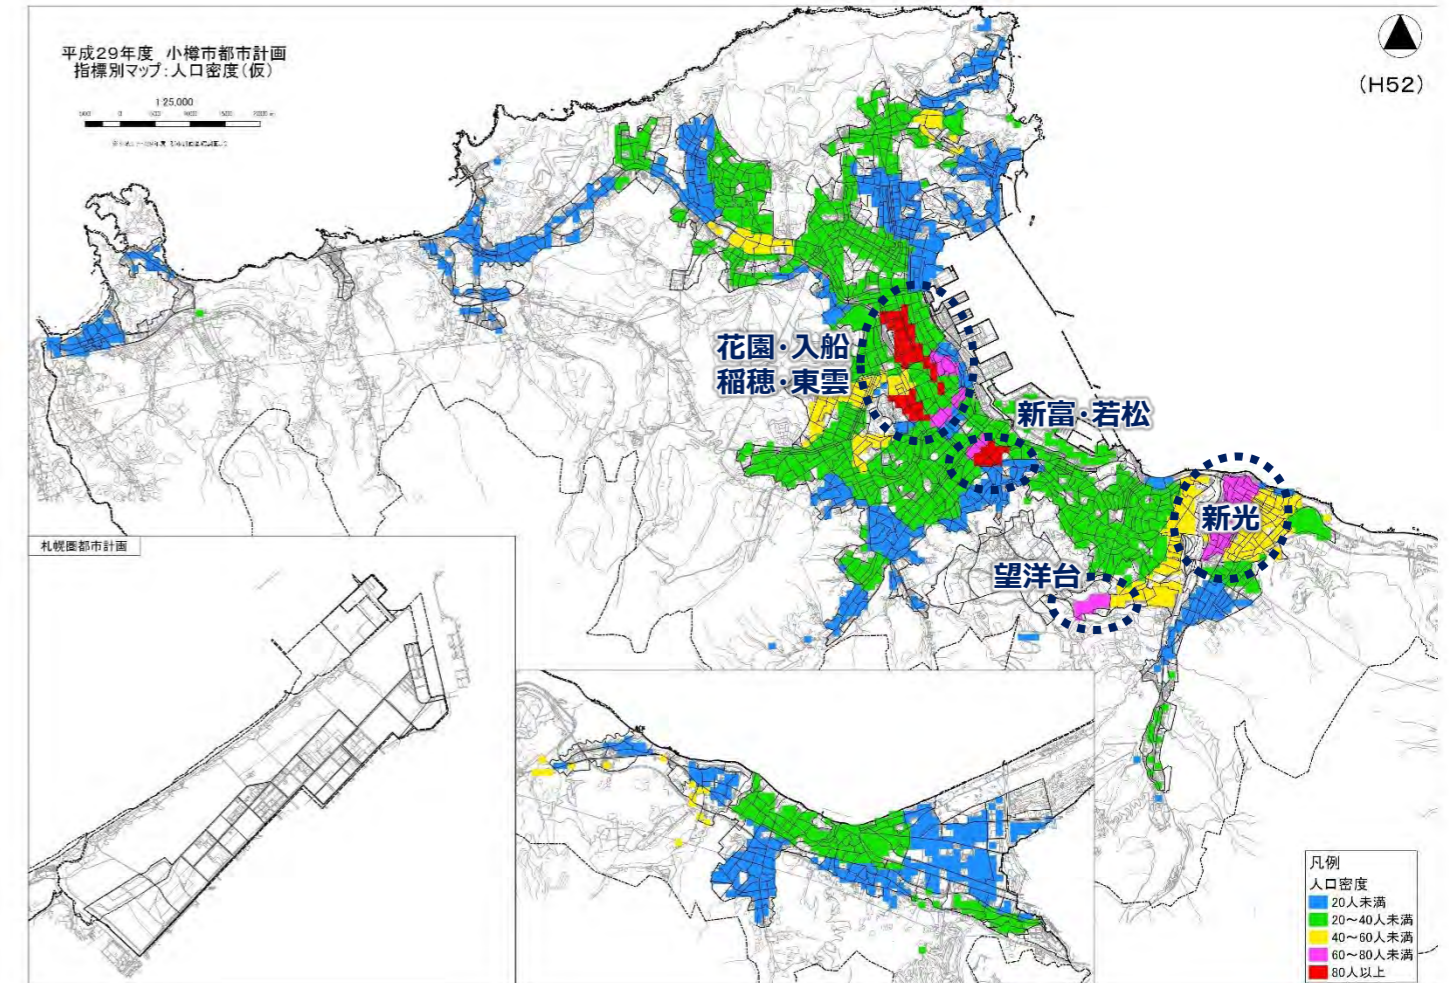 平成29年度 小樽市都市計画
指標別マップ:人口密度(仮)
1:25,000
(H52)
花園・入船
稲穂・東雲
新富・若松
新光
望洋台
札幌圏都市計画
凡例
人口密度
20人未満
20～40人未満
40～60人未満
60～80人未満
80人以上